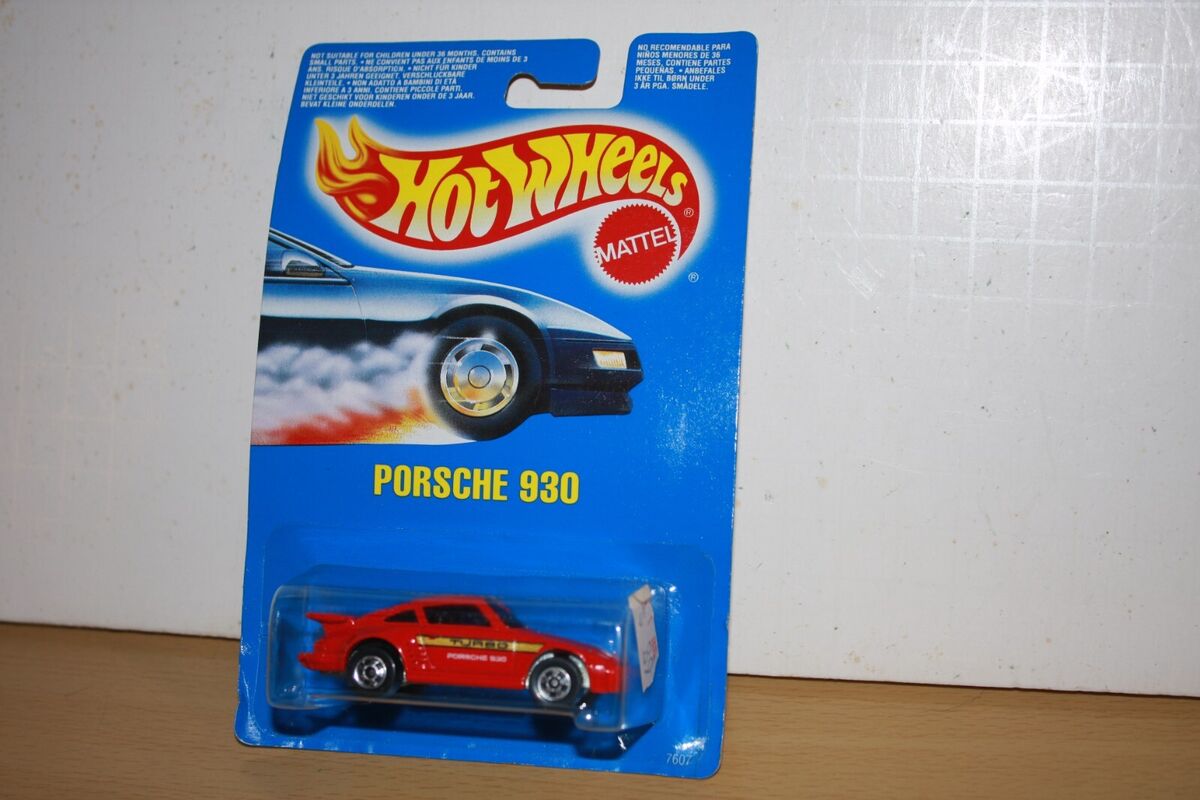 NOT SUITABLE FOR CHILDREN UNDER 36 MONTHS. CONTAINS
SMALL PARTS. • NE CONVIENT PAS AUX ENFANTS DE MOINS DE 3
ANS. RISQUE D'ABSORPTION. • NICHT FÜR KINDER
UNTER 3 JAHREN GEEIGNET. VERSCHLUCKBARE
KLEINTEILE. • NON ADATTO A BAMBINI DI ETÀ
INFERIORE A 3 ANNI. CONTIENE PICCOLE PARTI.
NIET GESCHIKT VOOR KINDEREN ONDER DE 3 JAAR.
BEVAT KLEINE ONDERDELEN.
NO RECOMENDABLE PARA
NIÑOS MENORES DE 36
MESES, CONTIENE PARTES
PEQUEÑAS. • ANBEFALES
IKKE TIL BØRN UNDER
3 ÅR PGA. SMÅDELE.
HOT WHEELS ®
MATTEL
®
PORSCHE 930
TURBO
PORSCHE 930
7607